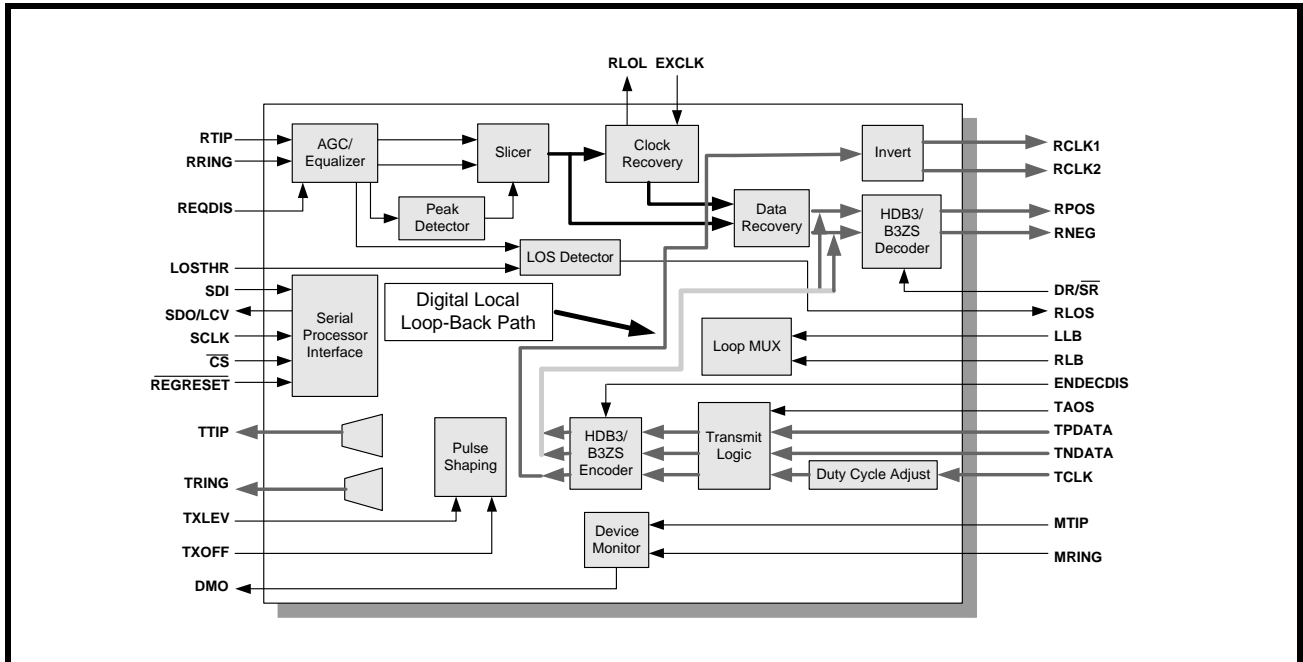 RLOL EXCLK
RTIP
RRING
REQDIS
LOSTHR
SDI
SDO/LCV
SCLK
CS
REGRESET
TTIP
TRING
TXLEV
TXOFF
DMO
AGC/
Equalizer
Slicer
Clock
Recovery
Invert
Peak
Detector
Data
Recovery
HDB3/
B3ZS
Decoder
LOS Detector
Serial
Processor
Interface
Digital Local
Loop-Back Path
Loop MUX
Pulse
Shaping
HDB3/
B3ZS
Encoder
Transmit
Logic
Duty Cycle Adjust
Device
Monitor
RCLK1
RCLK2
RPOS
RNEG
DR/SR
RLOS
LLB
RLB
ENDECDIS
TAOS
TPDATA
TNDATA
TCLK
MTIP
MRING